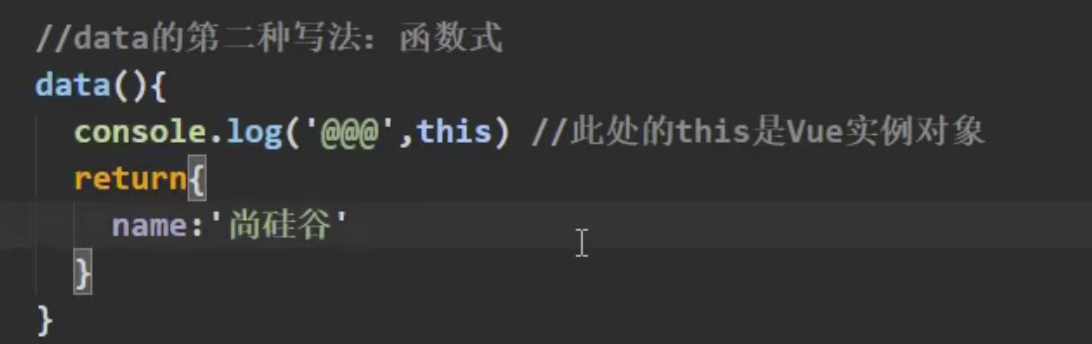 //data的第二种写法：函数式
data(){
console.log('@@@',this) //此处的this是Vue实例对象
return{
name:'尚硅谷'
}
}